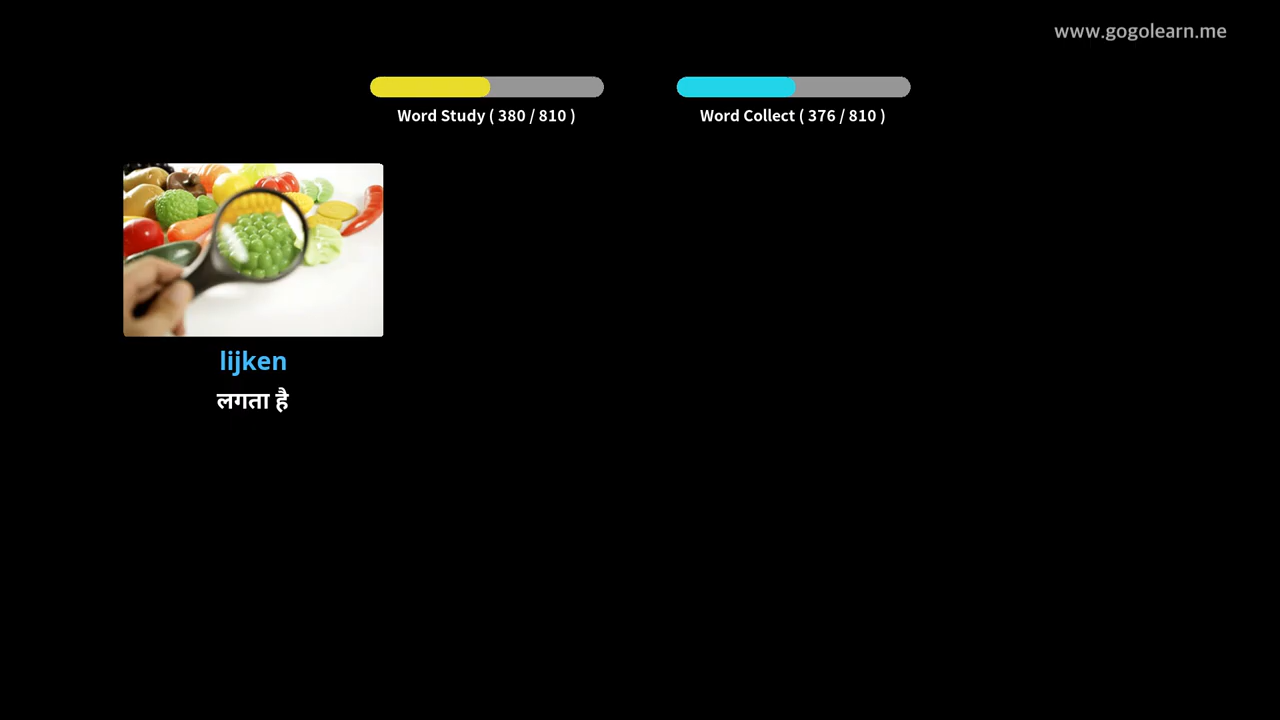 www.gogolearn.me
Word Study ( 380 / 810 )
Word Collect ( 376 / 810 )
lijken
लगता है